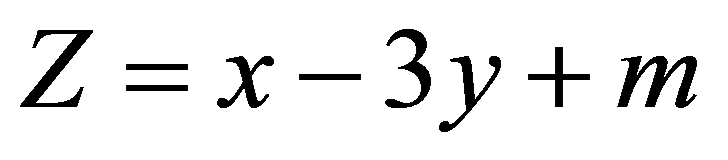 Z = x − 3y + m